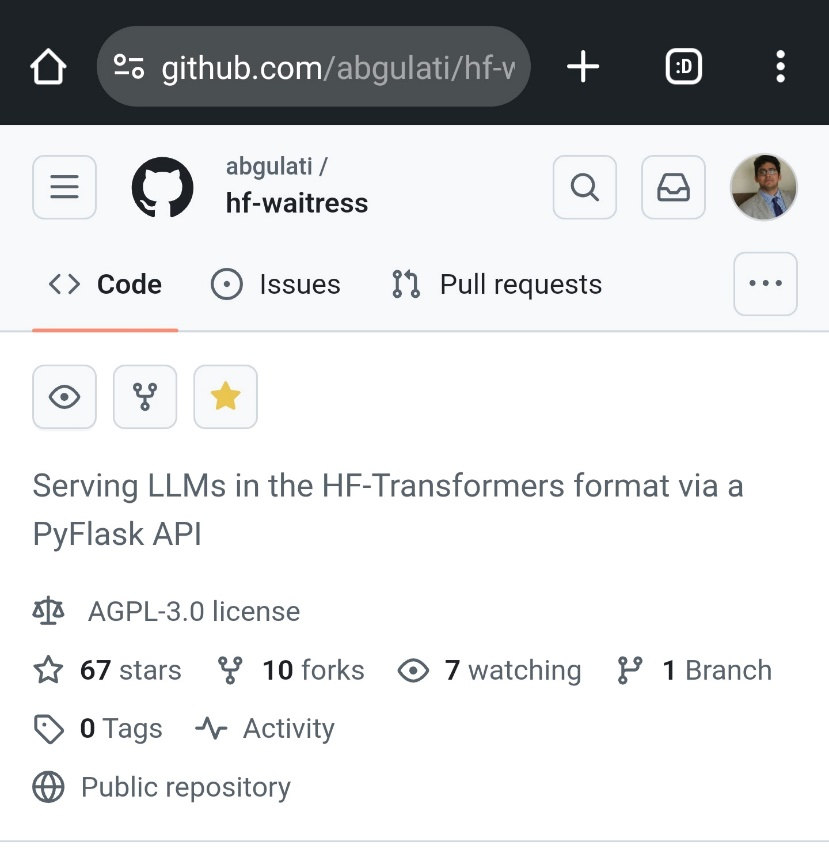 github.com/abgulati/hf-w
:D
abgulati /
hf-waitress
Code Issues Pull requests
Serving LLMs in the HF-Transformers format via a
PyFlask API
AGPL-3.0 license
67 stars 10 forks 7 watching 1 Branch
0 Tags Activity
Public repository